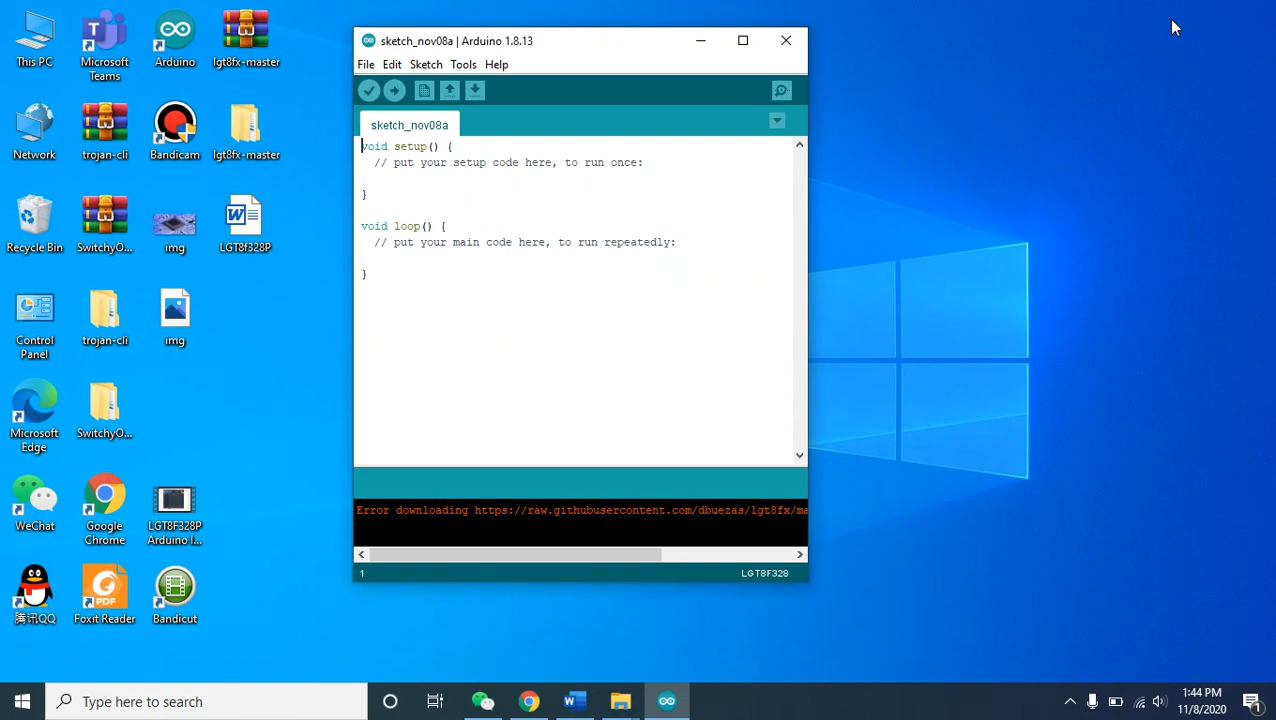 This PC
Microsoft Teams
Arduino
lgt8fx-master
Network
trojan-cli
Bandicam
lgt8fx-master
Recycle Bin
SwitchyO...
img
LGT8f328P
Control Panel
trojan-cli
img
Microsoft Edge
SwitchyO...
WeChat
Google Chrome
LGT8F328P Arduino I...
腾讯QQ
Foxit Reader
Bandicut
PDF
sketch_nov08a | Arduino 1.8.13
File Edit Sketch Tools Help
sketch_nov08a
void setup() {
// put your setup code here, to run once:
}
void loop() {
// put your main code here, to run repeatedly:
}
Error downloading https://raw.githubusercontent.com/dbuezas/lgt8fx/ma
1
LGT8F328
Type here to search
1:44 PM
11/8/2020
1